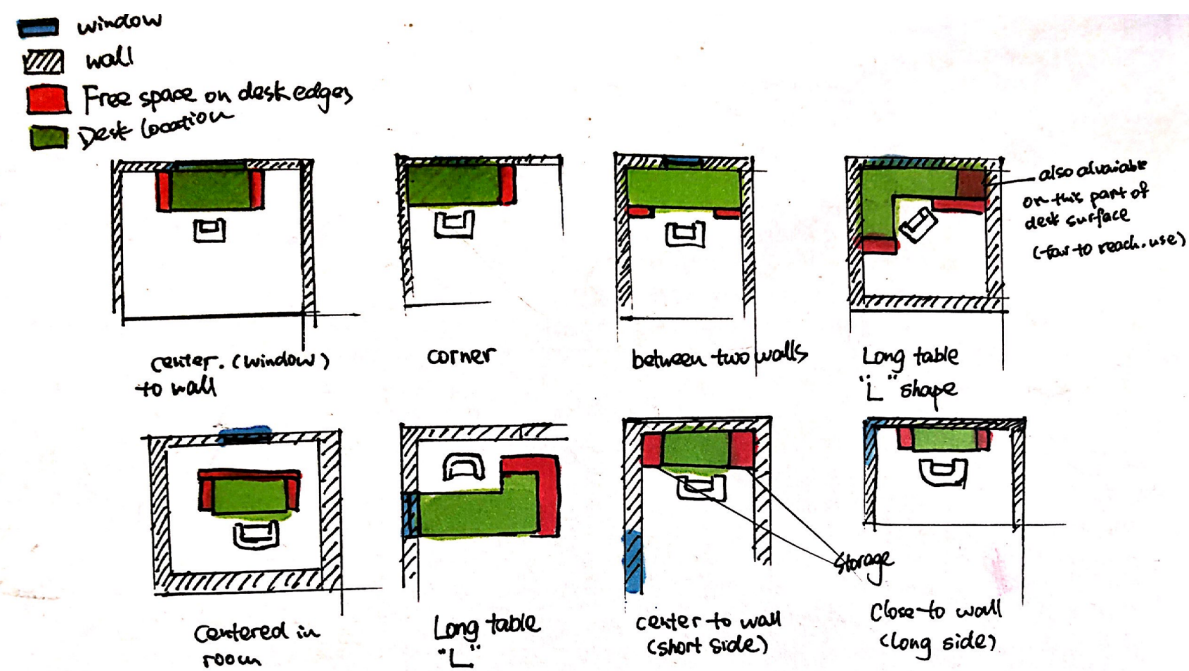 window
wall
Free space on desk edges
Desk location
center. (window)
to wall
corner
between two walls
Long table
"L" shape
also alvariable
on this part of
desk surface
(far to reach. use)
Centered in
room
Long table
"L"
center to wall
(short side)
storage
Close to wall
(long side)